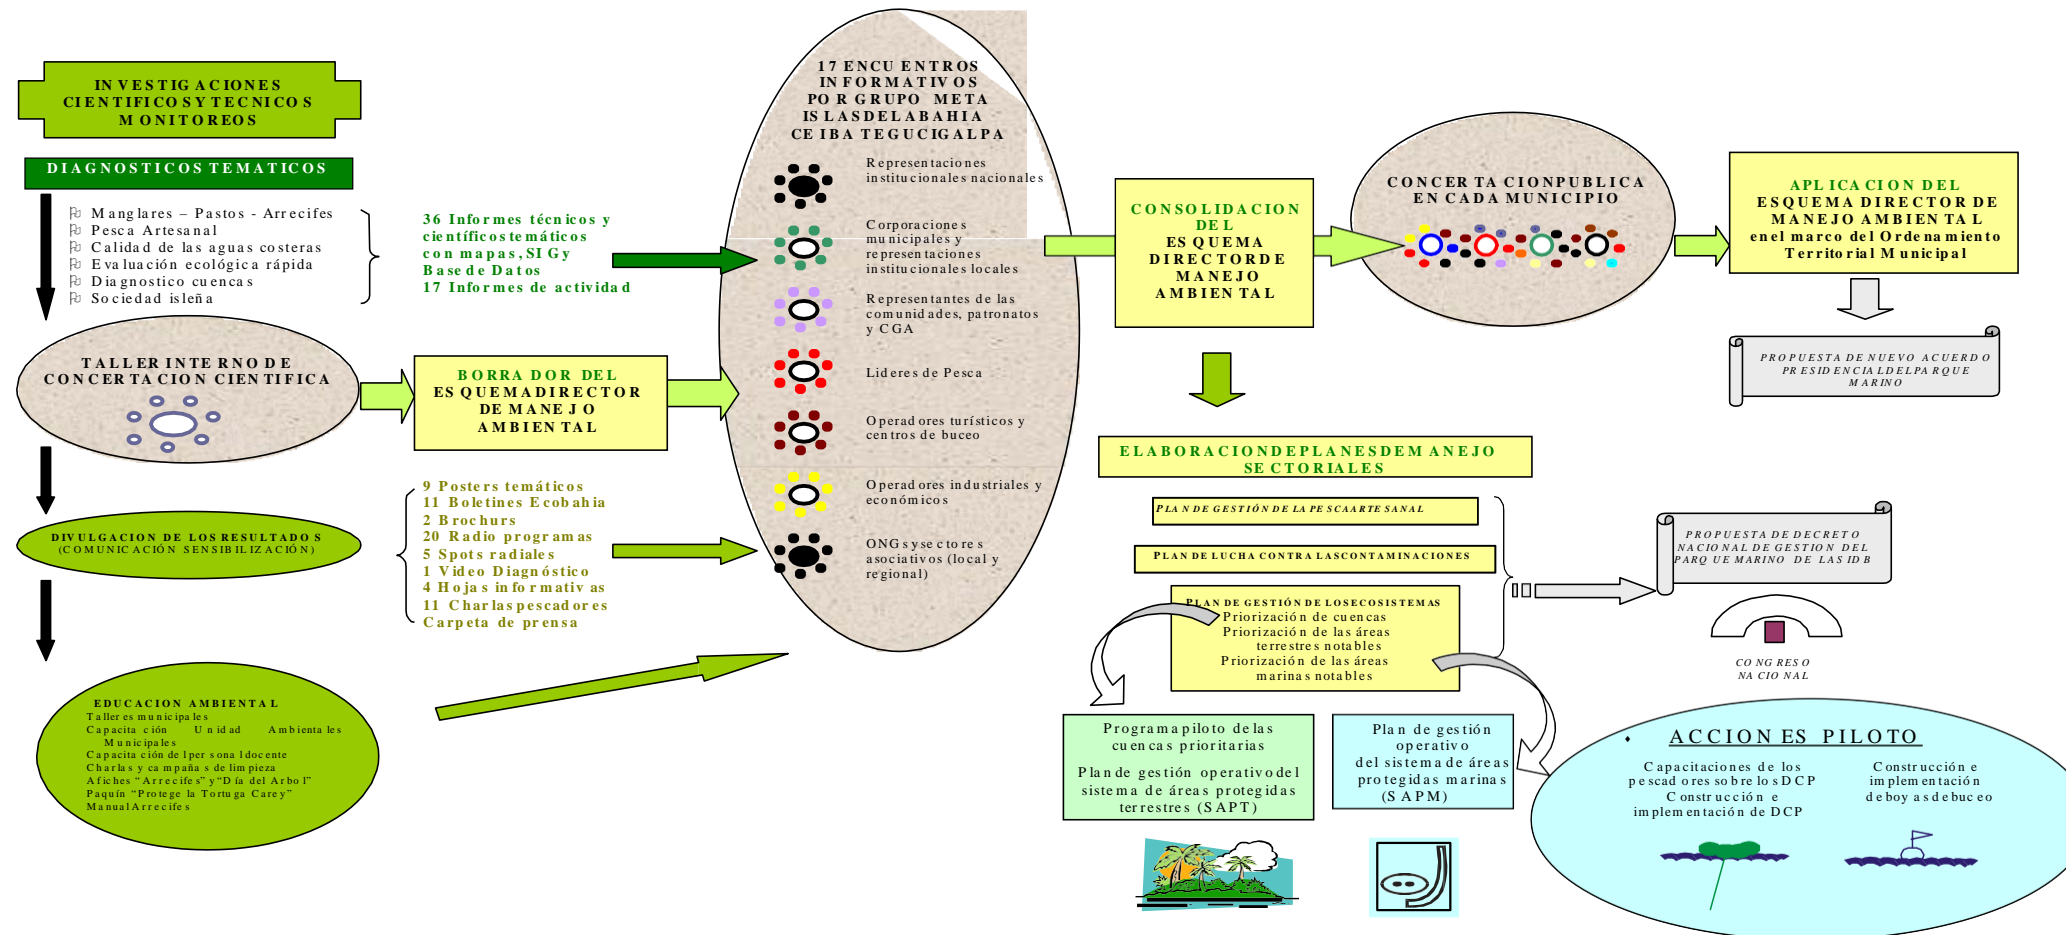 INVESTIGACIONES
CIENTIFICOS Y TECNICOS
MONITOREOS
DIAGNOSTICOS TEMATICOS
Manglares – Pastos - Arrecifes
Pesca Artesanal
Calidad de las aguas costeras
Evaluación ecológica rápida
Diagnostico cuencas
Sociedad isleña
36 Informes técnicos y
científicos temáticos
con mapas, SIG y
Base de Datos
17 Informes de actividad
TALLER INTERNO DE
CONCERTACION CIENTIFICA
BORRADOR DEL
ESQUEMA DIRECTOR
DE MANEJO
AMBIENTAL
DIVULGACION DE LOS RESULTADOS
(COMUNICACIÓN SENSIBILIZACIÓN)
9 Posters temáticos
11 Boletines Ecobahia
2 Brochurs
20 Radio programas
5 Spots radiales
1 Video Diagnóstico
4 Hojas informativas
11 Charlas pescadores
Carpeta de prensa
EDUCACION AMBIENTAL
Talleres municipales
Capacitación Unidad Ambientales
Municipales
Capacitación del personal docente
Charlas y campañas de limpieza
Afiches “Arrecifes” y “Día del Arbol”
Paquín “Protege la Tortuga Carey”
Manual Arrecifes
17 ENCUENTROS
INFORMATIVOS
POR GRUPO META
ISLAS DE LA BAHIA
CEIBA TEGUCIGALPA
Representaciones
institucionales nacionales
Corporaciones
municipales y
representaciones
institucionales locales
Representantes de las
comunidades, patronatos
y CGA
Lideres de Pesca
Operadores turísticos y
centros de buceo
Operadores industriales y
económicos
ONGs y sectores
asociativos (local y
regional)
CONSOLIDACION
DEL
ESQUEMA
DIRECTOR DE
MANEJO
AMBIENTAL
CONCERTACION PUBLICA
EN CADA MUNICIPIO
APLICACION DEL
ESQUEMA DIRECTOR DE
MANEJO AMBIENTAL
en el marco del Ordenamiento
Territorial Municipal
PROPUESTA DE NUEVO ACUERDO
PRESIDENCIAL DEL PARQUE
MARINO
ELABORACION DE PLANES DE MANEJO
SECTORIALES
PLAN DE GESTIÓN DE LA PESCA ARTESANAL
PLAN DE LUCHA CONTRA LAS CONTAMINACIONES
PLAN DE GESTIÓN DE LOS ECOSISTEMAS
Priorización de cuencas
Priorización de las áreas
terrestres notables
Priorización de las áreas
marinas notables
PROPUESTA DE DECRETO
NACIONAL DE GESTION DEL
PARQUE MARINO DE LAS IDB
CONGRESO
NACIONAL
Programa piloto de las
cuencas prioritarias
Plan de gestión operativo del
sistema de áreas protegidas
terrestres (SAPT)
Plan de gestión
operativo
del sistema de áreas
protegidas marinas
(SAPM)
ACCIONES PILOTO
Capacitaciones de los
pescadores sobre los DCP
Construcción e
implementación de DCP
Construcción e
implementación
de boyas de buceo